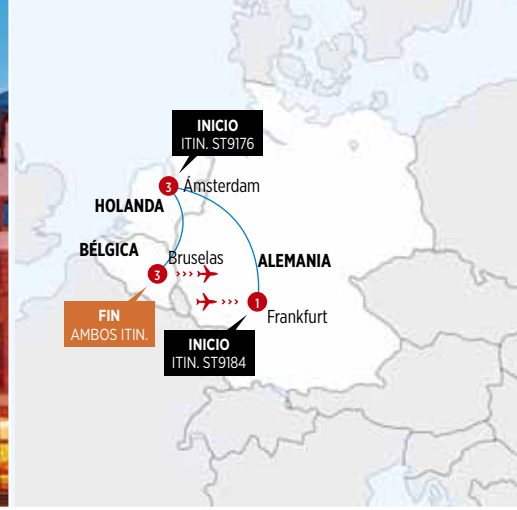 INICIO
ITIN. ST9176
3
Ámsterdam
HOLANDA
BÉLGICA
Bruselas
3
ALEMANIA
FIN
AMBOS ITIN.
1
Frankfurt
INICIO
ITIN. ST9184